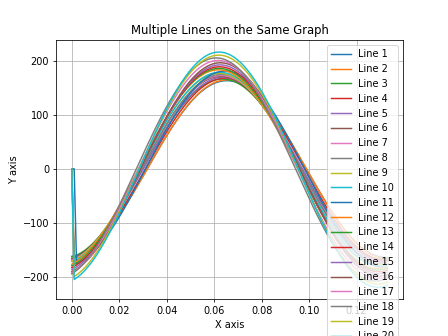 Multiple Lines on the Same Graph
Y axis
200
100
0
−100
−200
0.00
0.02
0.04
0.06
0.08
0.10
X axis
Line 1
Line 2
Line 3
Line 4
Line 5
Line 6
Line 7
Line 8
Line 9
Line 10
Line 11
Line 12
Line 13
Line 14
Line 15
Line 16
Line 17
Line 18
Line 19
Line 20